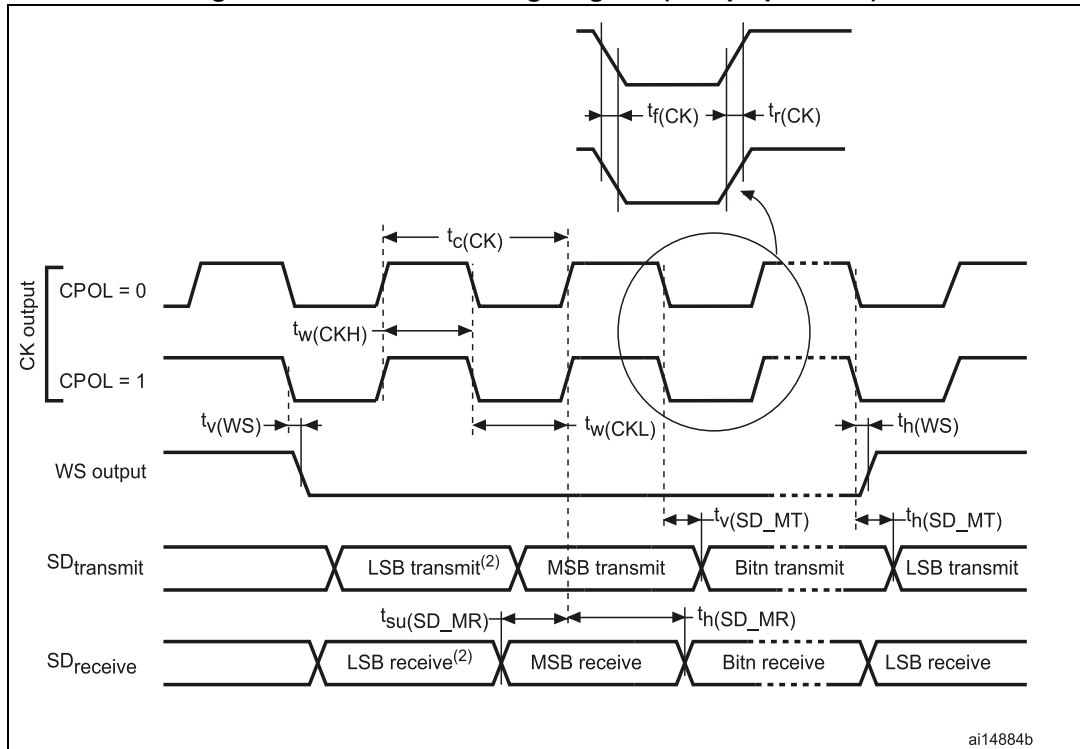 tf(CK)
tr(CK)
tc(CK)
CK output
CPOL = 0
tw(CKH)
CPOL = 1
tv(WS)
tw(CKL)
th(WS)
WS output
tv(SD_MT)
th(SD_MT)
SDtransmit
LSB transmit(2)
MSB transmit
Bitn transmit
LSB transmit
tsu(SD_MR)
th(SD_MR)
SDreceive
LSB receive(2)
MSB receive
Bitn receive
LSB receive
ai14884b